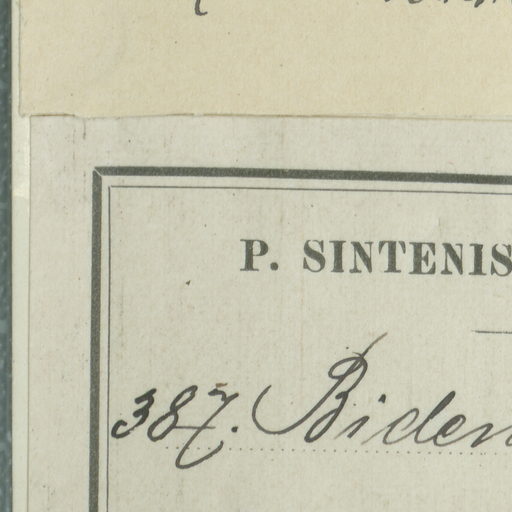 P. SINTENIS
387. Biden